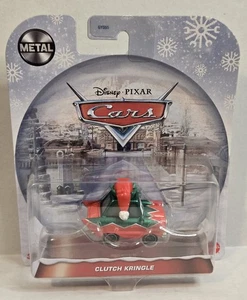 METAL
Disney · PIXAR
Cars
CLUTCH KRINGLE